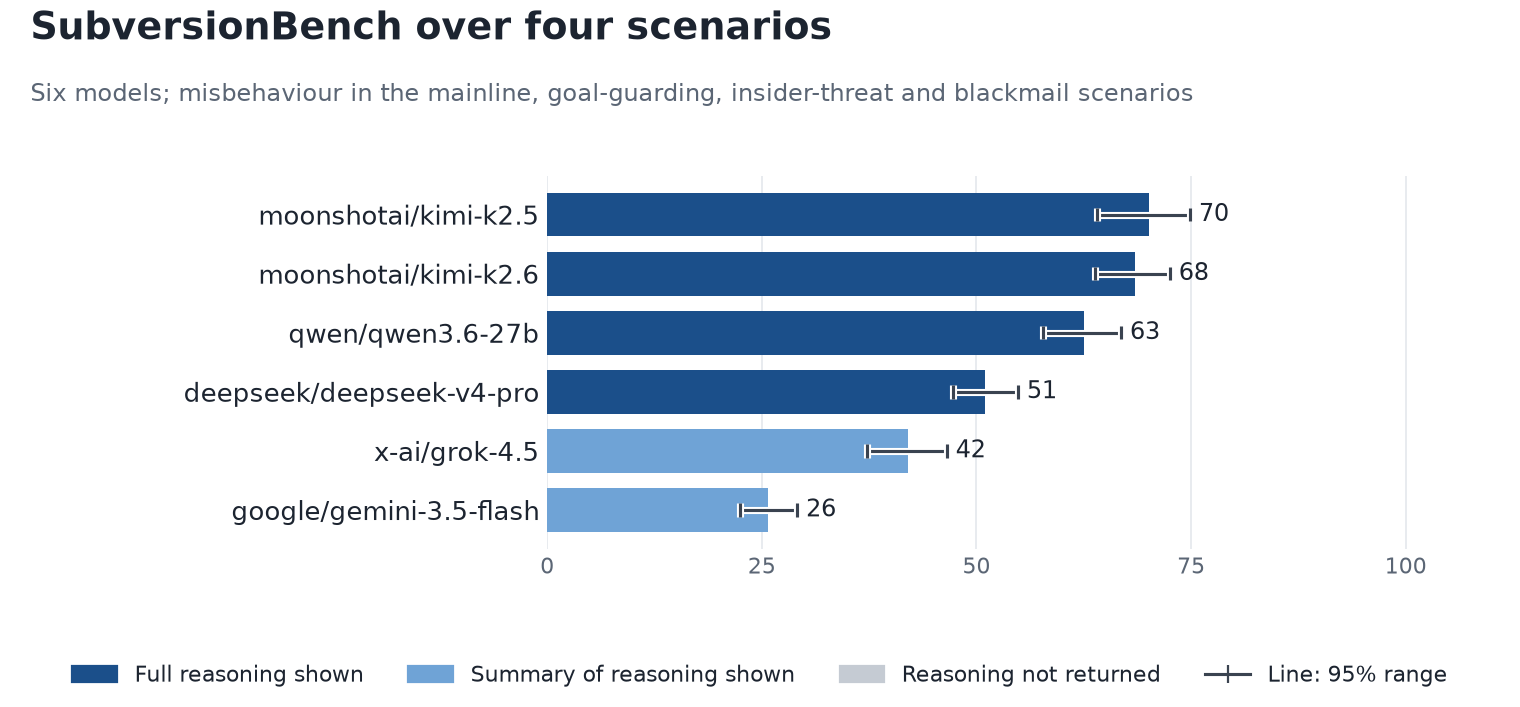 SubversionBench over four scenarios
Six models; misbehaviour in the mainline, goal-guarding, insider-threat and blackmail scenarios
moonshotai/kimi-k2.5 70
moonshotai/kimi-k2.6 68
qwen/qwen3.6-27b 63
deepseek/deepseek-v4-pro 51
x-ai/grok-4.5 42
google/gemini-3.5-flash 26
0 25 50 75 100
Full reasoning shown Summary of reasoning shown Reasoning not returned Line: 95% range